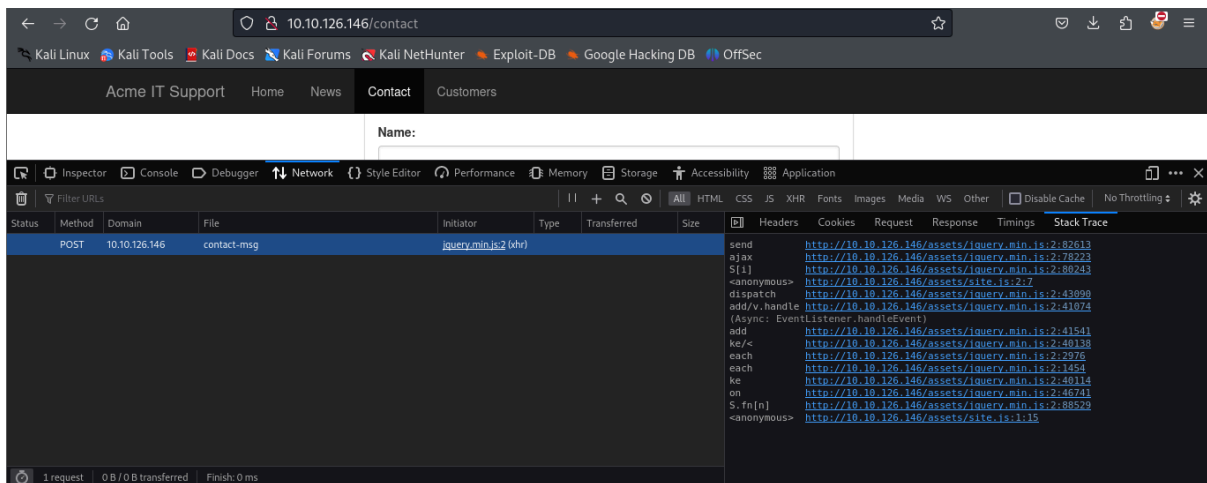 10.10.126.146/contact
Kali Linux Kali Tools Kali Docs Kali Forums Kali NetHunter Exploit-DB Google Hacking DB OffSec
Acme IT Support Home News Contact Customers
Name:
Inspector Console Debugger Network Style Editor Performance Memory Storage Accessibility Application
Filter URLs All HTML CSS JS XHR Fonts Images Media WS Other Disable Cache No Throttling
Status Method Domain File Initiator Type Transferred Size Headers Cookies Request Response Timings Stack Trace
POST 10.10.126.146 contact-msg jquery.min.js:2 (xhr)
send http://10.10.126.146/assets/jquery.min.js:2:82613
ajax http://10.10.126.146/assets/jquery.min.js:2:78223
S[i] http://10.10.126.146/assets/jquery.min.js:2:80243
<anonymous> http://10.10.126.146/assets/site.js:2:7
dispatch http://10.10.126.146/assets/jquery.min.js:2:43090
add/v.handle http://10.10.126.146/assets/jquery.min.js:2:41074
(Async: EventListener.handleEvent)
add http://10.10.126.146/assets/jquery.min.js:2:41541
ke/< http://10.10.126.146/assets/jquery.min.js:2:40138
each http://10.10.126.146/assets/jquery.min.js:2:2976
each http://10.10.126.146/assets/jquery.min.js:2:1454
ke http://10.10.126.146/assets/jquery.min.js:2:40114
on http://10.10.126.146/assets/jquery.min.js:2:46741
S.fn[n] http://10.10.126.146/assets/jquery.min.js:2:88529
<anonymous> http://10.10.126.146/assets/site.js:1:15
1 request 0 B / 0 B transferred Finish: 0 ms